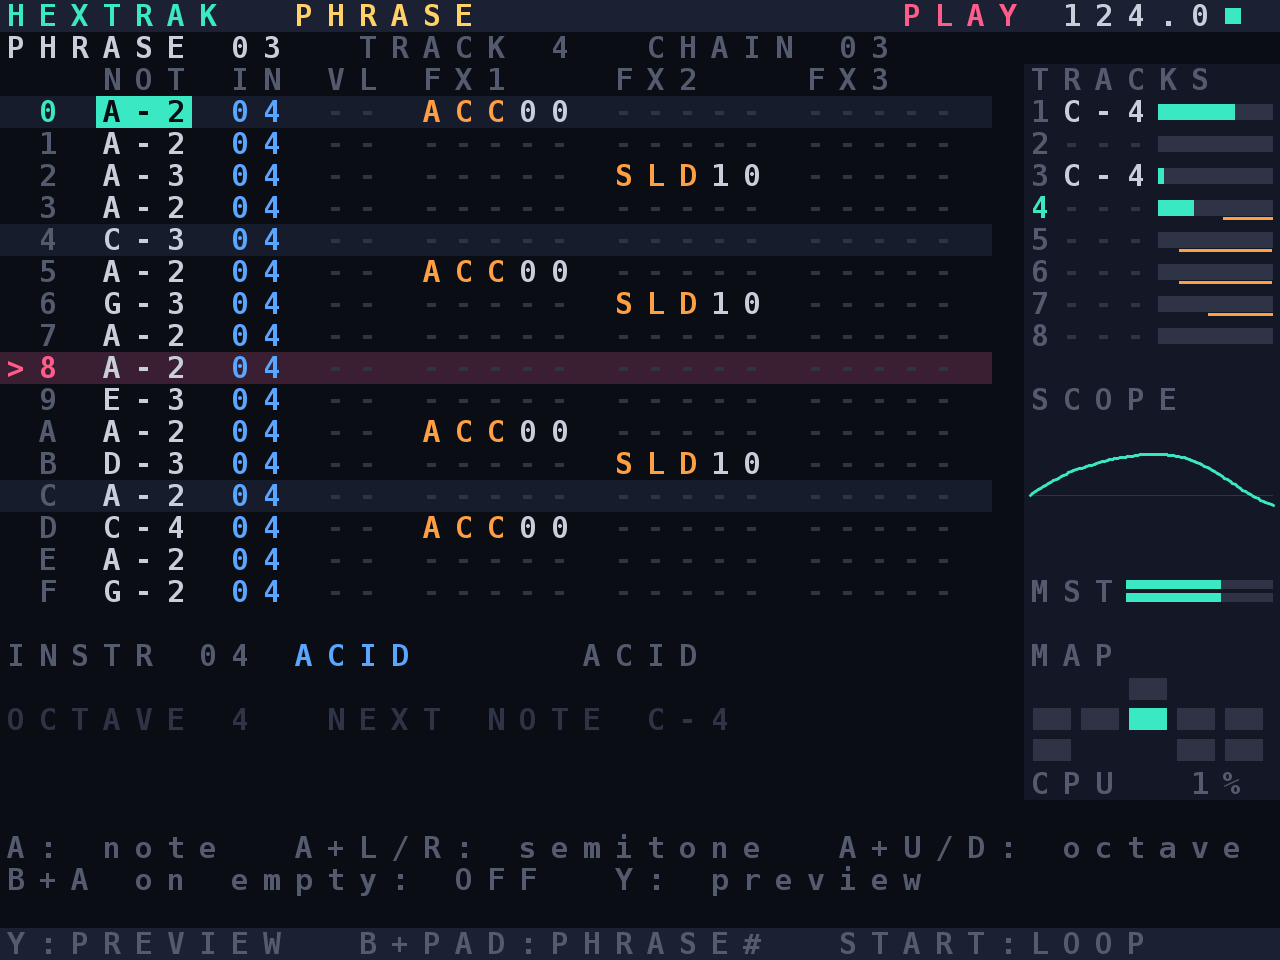 HEXTRAK PHRASE PLAY 124.0
PHRASE 03 TRACK 4 CHAIN 03
NOT IN VL FX1 FX2 FX3 TRACKS
0 A-2 04 -- ACC00 ----- ----- 1 C-4
1 A-2 04 -- ----- ----- ----- 2 ---
2 A-3 04 -- ----- SLD10 ----- 3 C-4
3 A-2 04 -- ----- ----- ----- 4 ---
4 C-3 04 -- ----- ----- ----- 5 ---
5 A-2 04 -- ACC00 ----- ----- 6 ---
6 G-3 04 -- ----- SLD10 ----- 7 ---
7 A-2 04 -- ----- ----- ----- 8 ---
>8 A-2 04 -- ----- ----- -----
9 E-3 04 -- ----- ----- ----- SCOPE
A A-2 04 -- ACC00 ----- -----
B D-3 04 -- ----- SLD10 -----
C A-2 04 -- ----- ----- -----
D C-4 04 -- ACC00 ----- -----
E A-2 04 -- ----- ----- -----
F G-2 04 -- ----- ----- ----- MST
INSTR 04 ACID ACID MAP
OCTAVE 4 NEXT NOTE C-4
CPU 1%
A: note A+L/R: semitone A+U/D: octave
B+A on empty: OFF Y: preview
Y:PREVIEW B+PAD:PHRASE# START:LOOP